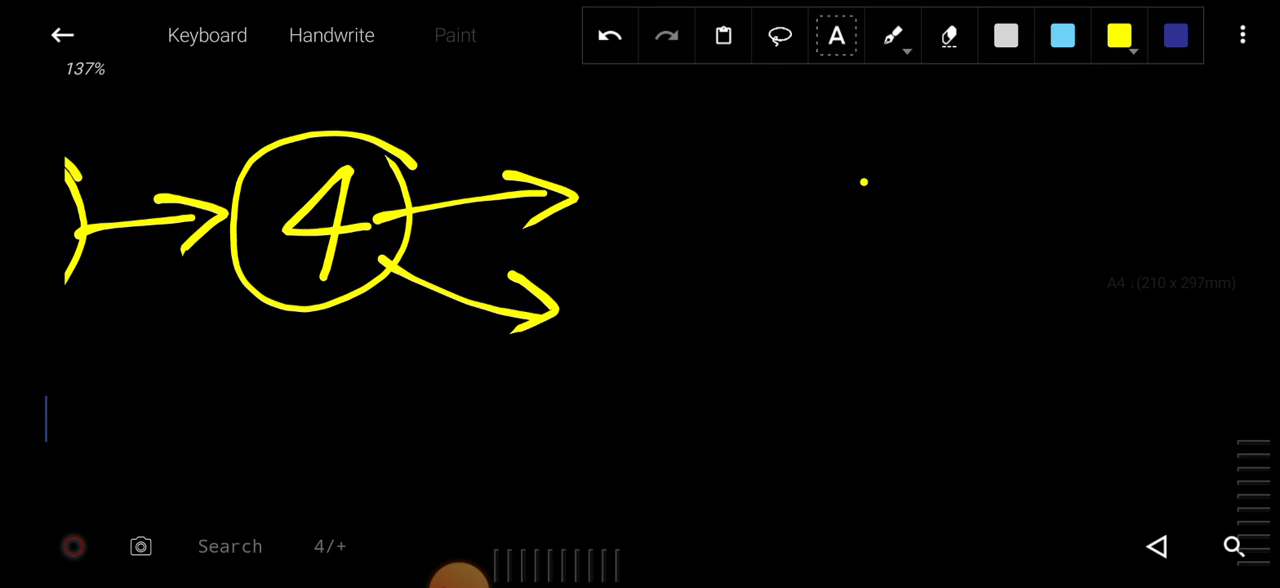 Keyboard Handwrite Paint A
137%
4
A4 ↓(210 x 297mm)
Search 4/+